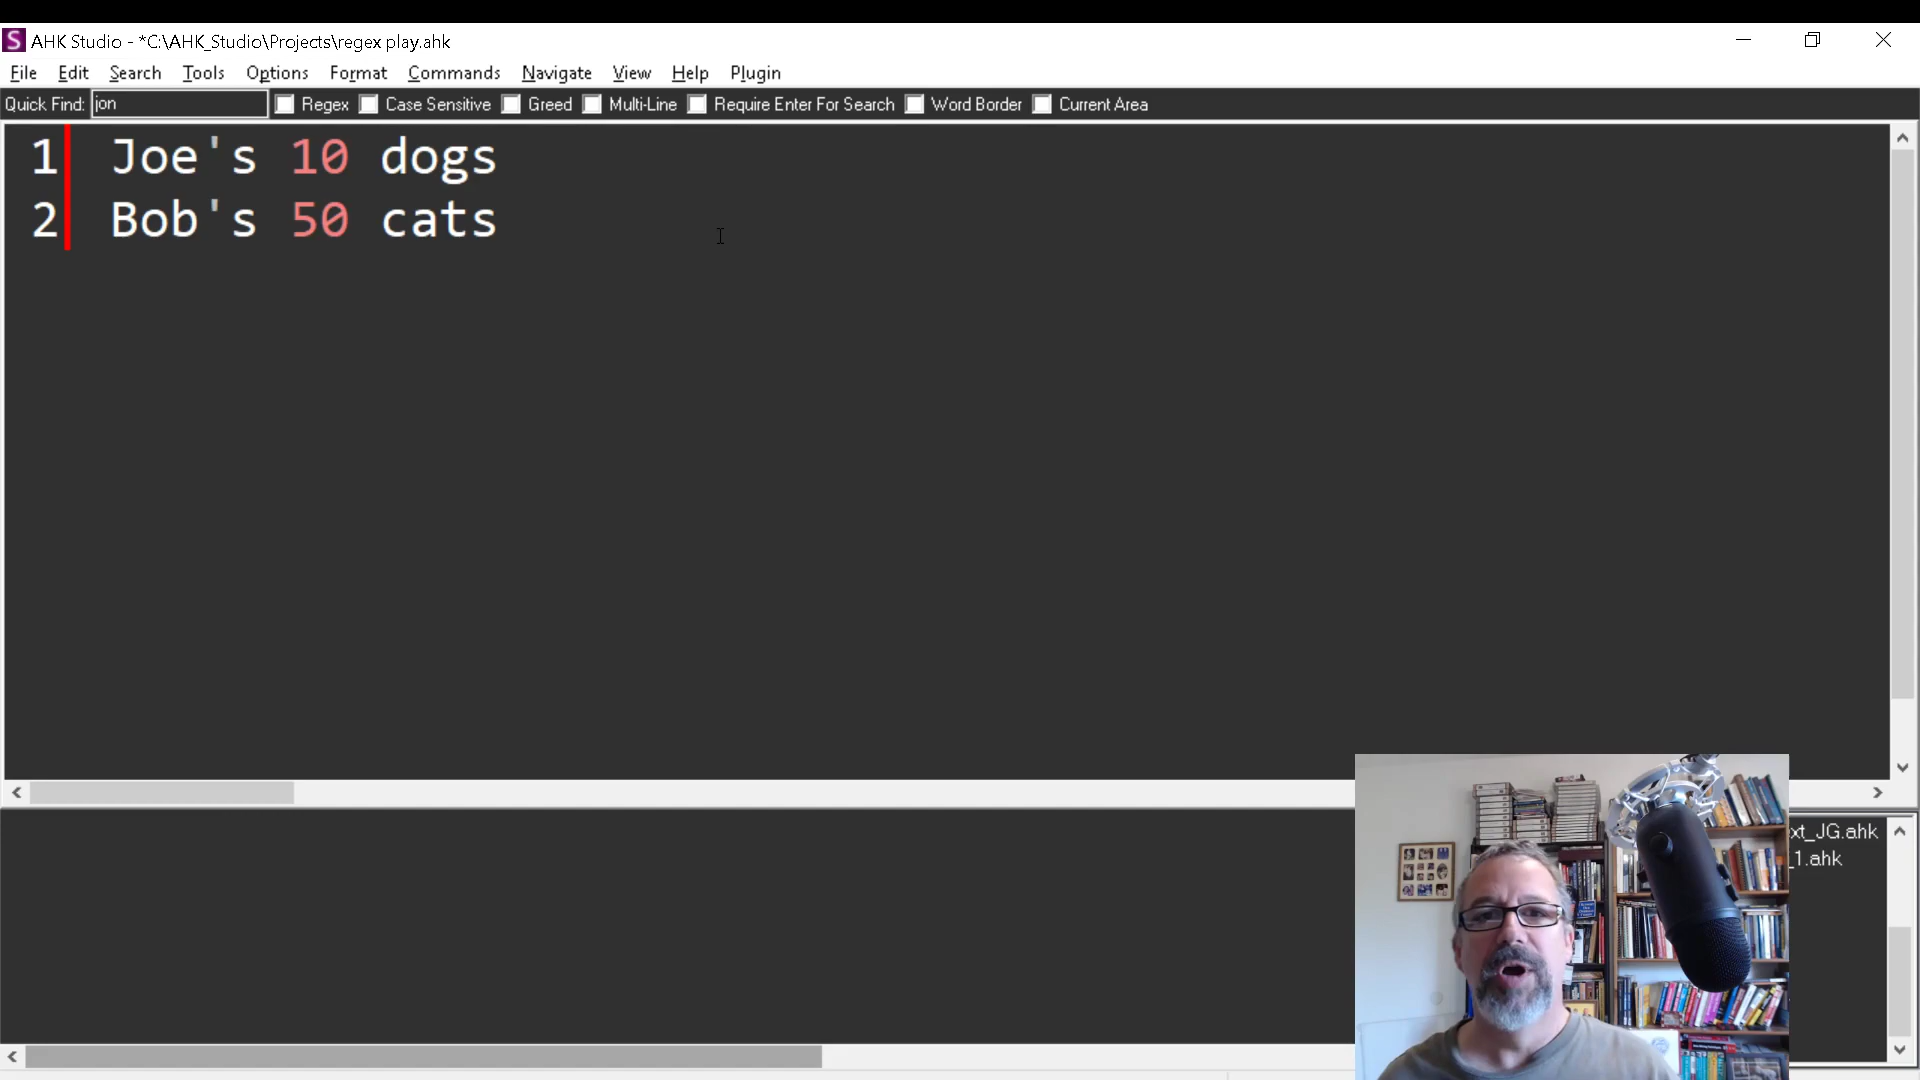 AHK Studio - *C:\AHK_Studio\Projects\regex play.ahk
File Edit Search Tools Options Format Commands Navigate View Help Plugin
Quick Find: jon Regex Case Sensitive Greed Multi-Line Require Enter For Search Word Border Current Area
1 Joe's 10 dogs
2 Bob's 50 cats
xt_JG.ahk
_1.ahk